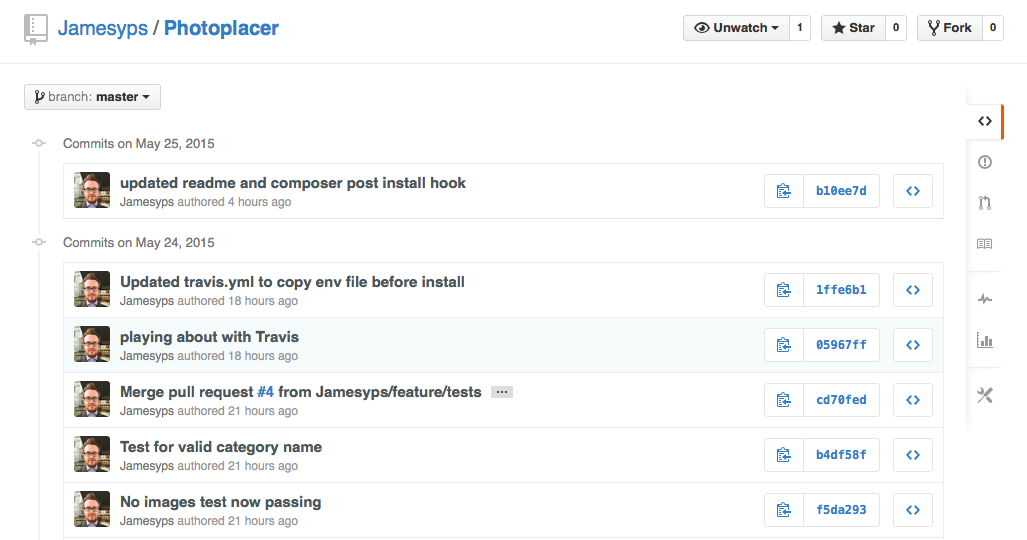 Jamesyps / Photoplacer
Unwatch 1 Star 0 Fork 0
branch: master
Commits on May 25, 2015
updated readme and composer post install hook
Jamesyps authored 4 hours ago
b10ee7d
Commits on May 24, 2015
Updated travis.yml to copy env file before install
Jamesyps authored 18 hours ago
1ffe6b1
playing about with Travis
Jamesyps authored 18 hours ago
05967ff
Merge pull request #4 from Jamesyps/feature/tests …
Jamesyps authored 21 hours ago
cd70fed
Test for valid category name
Jamesyps authored 21 hours ago
b4df58f
No images test now passing
Jamesyps authored 21 hours ago
f5da293